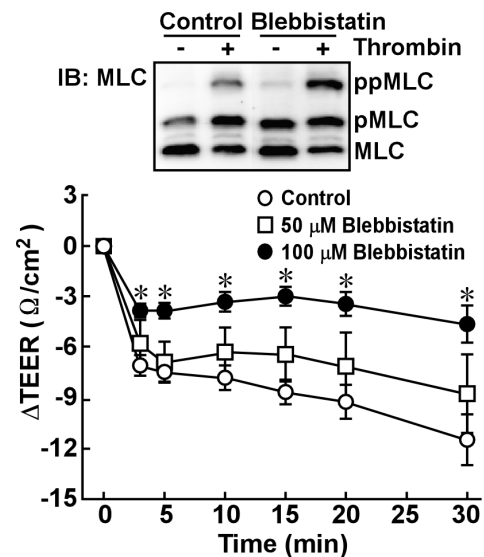 Control Blebbistatin
- + - + Thrombin
IB: MLC
ppMLC
pMLC
MLC
○ Control
□ 50 μM Blebbistatin
● 100 μM Blebbistatin
3
0
-3
-6
-9
-12
-15
ΔTEER ( Ω/cm²)
* * * * * *
0 5 10 15 20 25 30
Time (min)